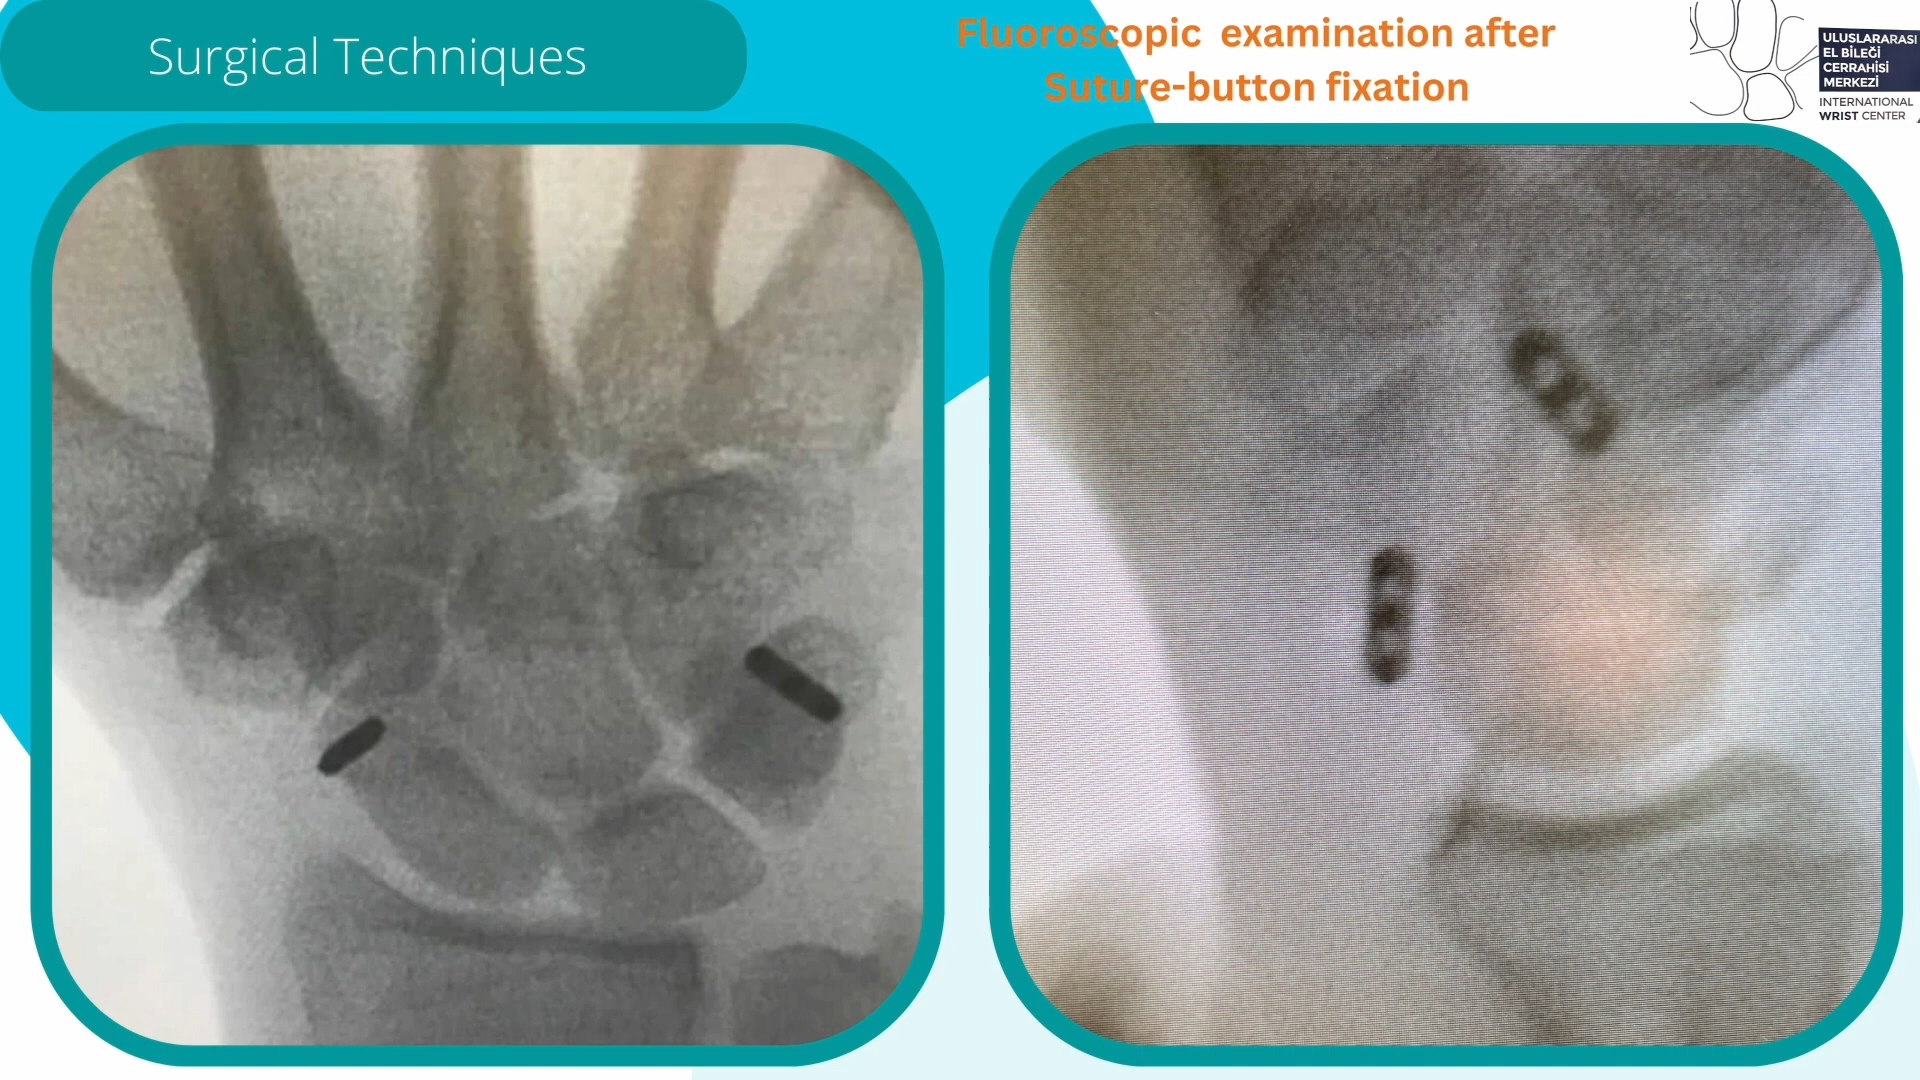 Surgical Techniques
Fluoroscopic examination after
Suture-button fixation
ULUSLARARASI
EL BİLEĞİ
CERRAHİSİ
MERKEZİ
INTERNATIONAL
WRIST CENTER